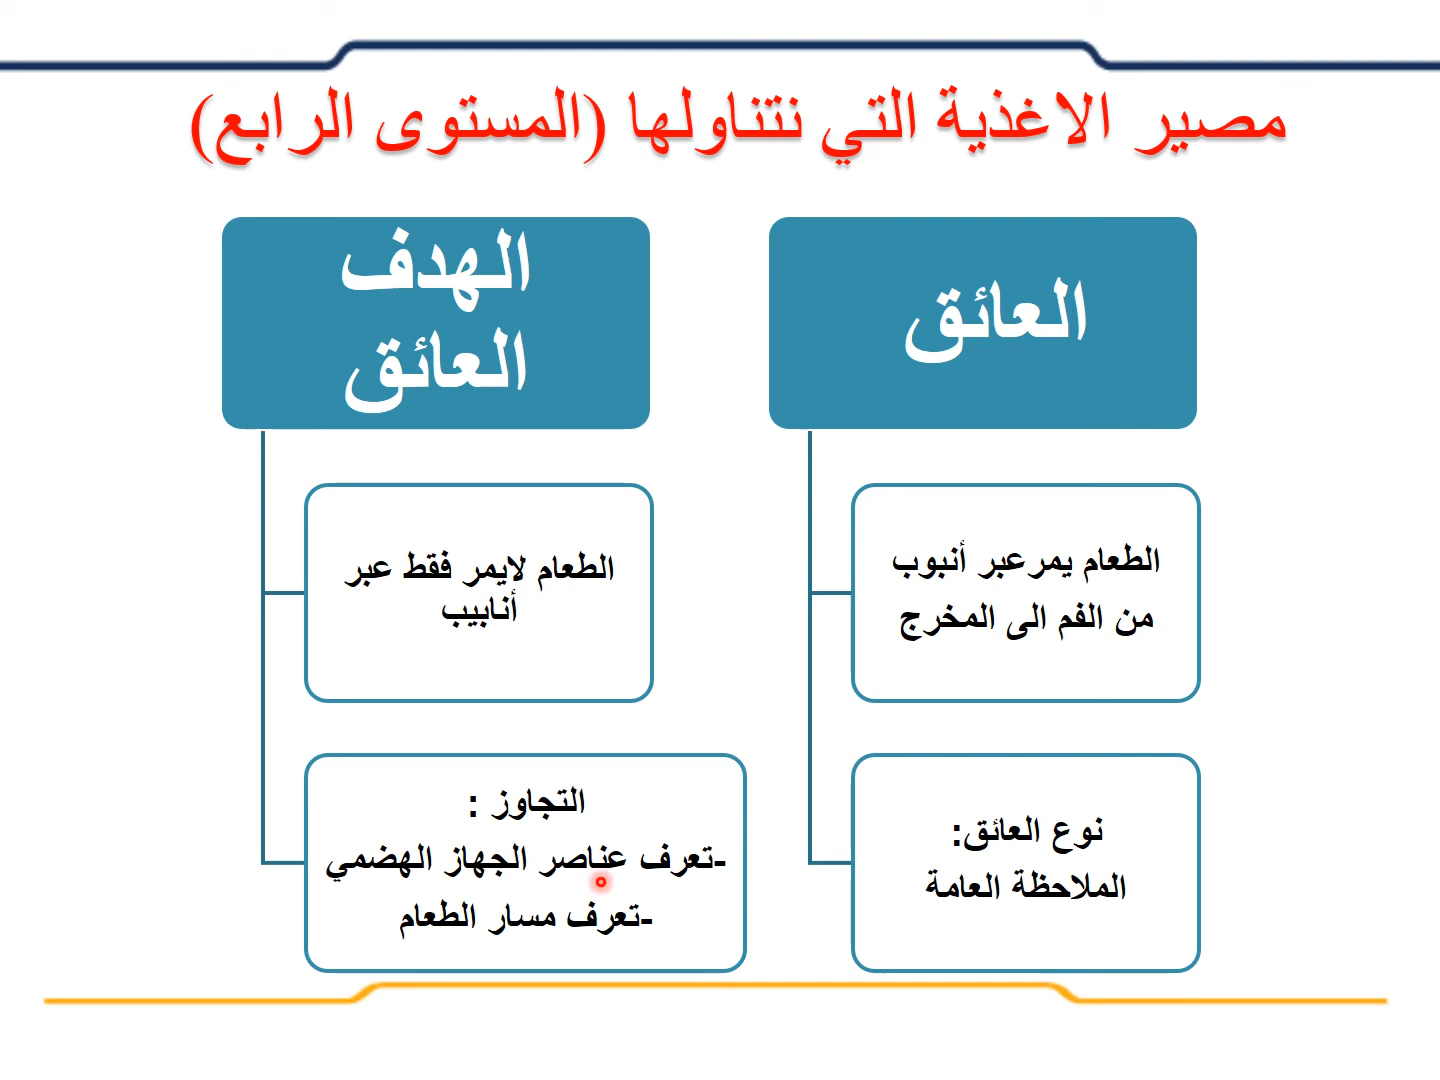 مصير الاغذية التي نتناولها (المستوى الرابع)
العائق
الطعام يمرعبر أنبوب
من الفم الى المخرج
نوع العائق:
الملاحظة العامة
الهدف
العائق
الطعام لايمر فقط عبر
أنابيب
التجاوز :
-تعرف عناصر الجهاز الهضمي
-تعرف مسار الطعام